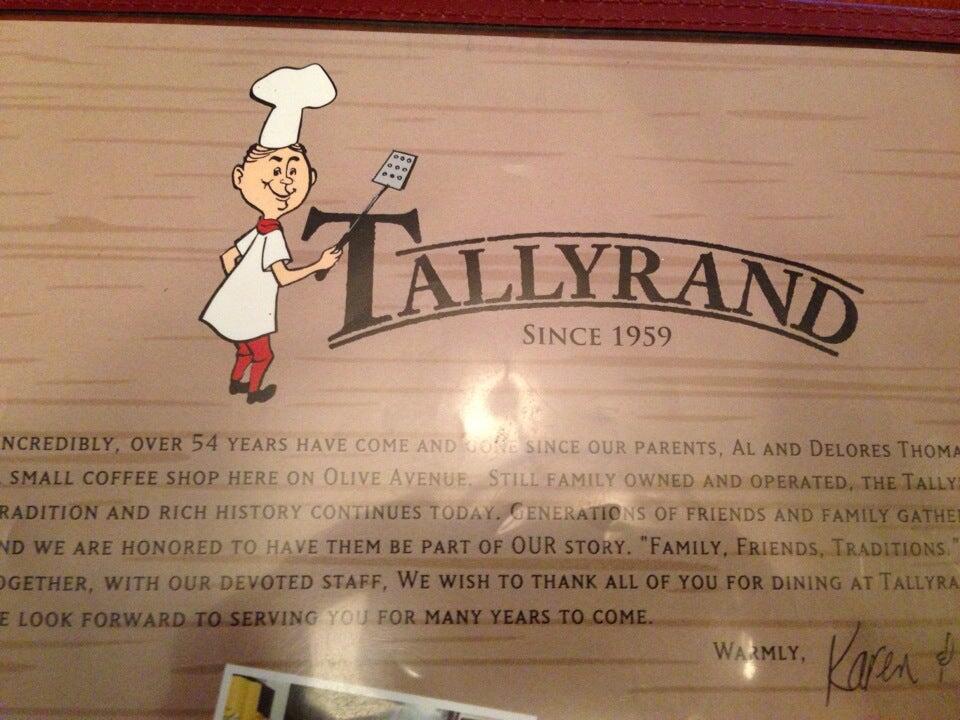 TALLYRAND
SINCE 1959
NCREDIBLY, OVER 54 YEARS HAVE COME AND GONE SINCE OUR PARENTS, AL AND DELORES THOMA
SMALL COFFEE SHOP HERE ON OLIVE AVENUE. STILL FAMILY OWNED AND OPERATED, THE TALLY
RADITION AND RICH HISTORY CONTINUES TODAY. GENERATIONS OF FRIENDS AND FAMILY GATHE
ND WE ARE HONORED TO HAVE THEM BE PART OF OUR STORY. "FAMILY, FRIENDS, TRADITIONS."
OGETHER, WITH OUR DEVOTED STAFF, WE WISH TO THANK ALL OF YOU FOR DINING AT TALLYRA
E LOOK FORWARD TO SERVING YOU FOR MANY YEARS TO COME.
WARMLY, Karen &